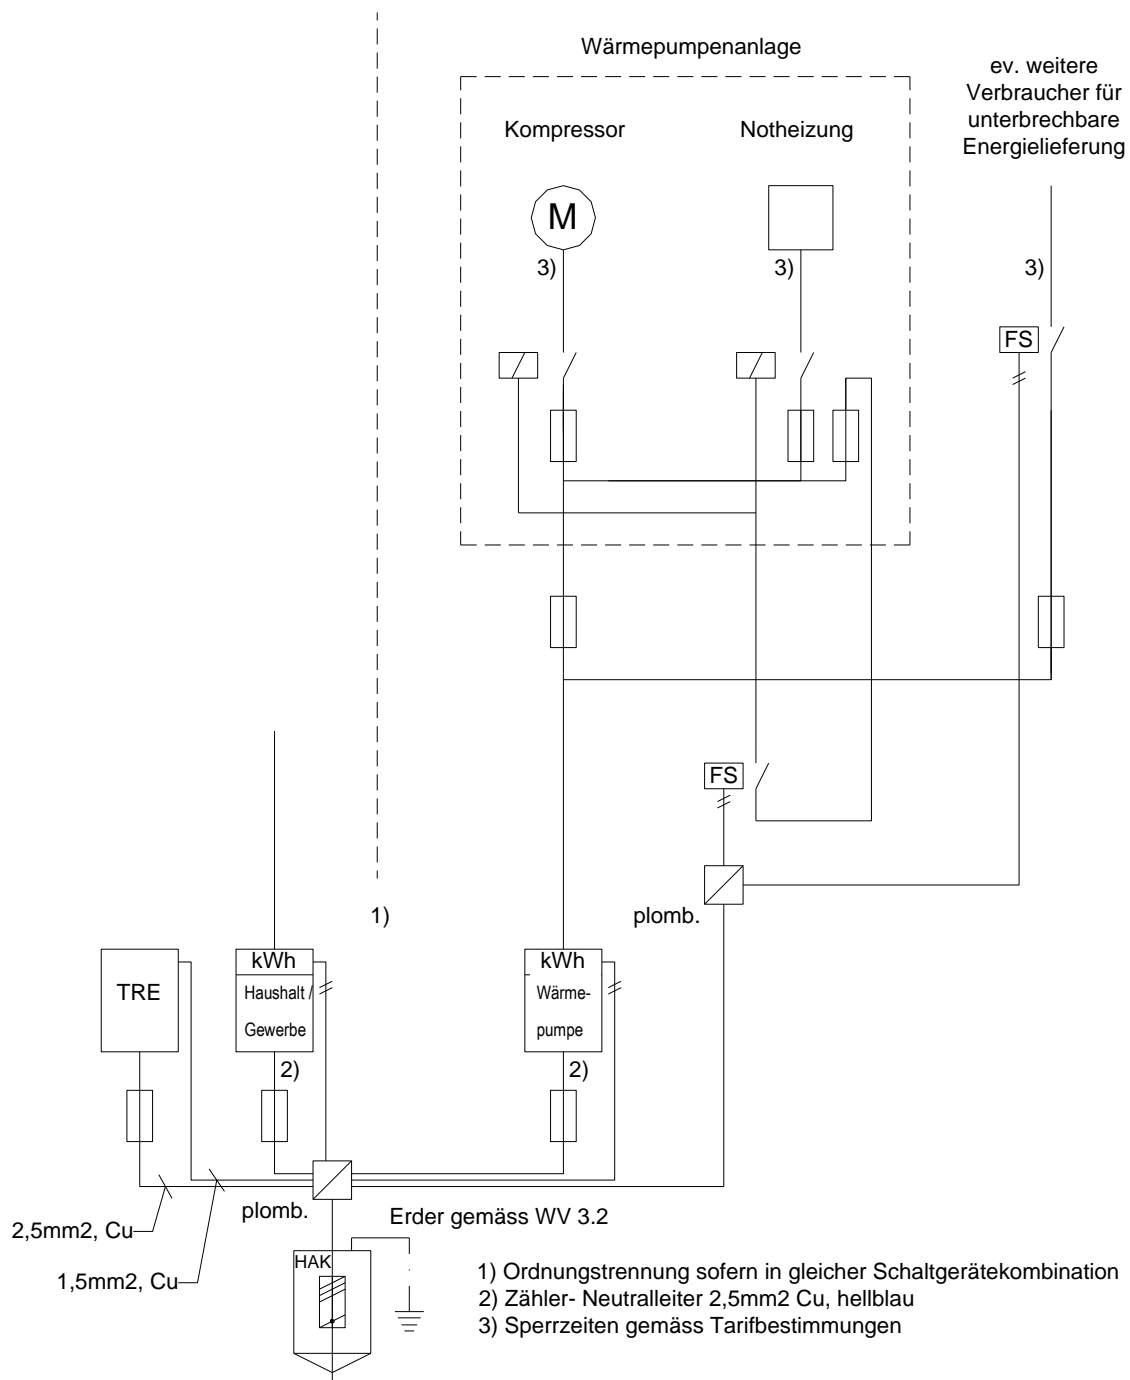 Wärmepumpenanlage
ev. weitere
Verbraucher für
unterbrechbare
Energielieferung
Kompressor
Notheizung
M
3)
3)
3)
FS
FS
plomb.
1)
TRE
kWh
Haushalt /
Gewerbe
kWh
Wärme-
pumpe
2)
2)
plomb.
Erder gemäss WV 3.2
2,5mm2, Cu
1,5mm2, Cu
HAK
1) Ordnungstrennung sofern in gleicher Schaltgerätekombination
2) Zähler- Neutralleiter 2,5mm2 Cu, hellblau
3) Sperrzeiten gemäss Tarifbestimmungen